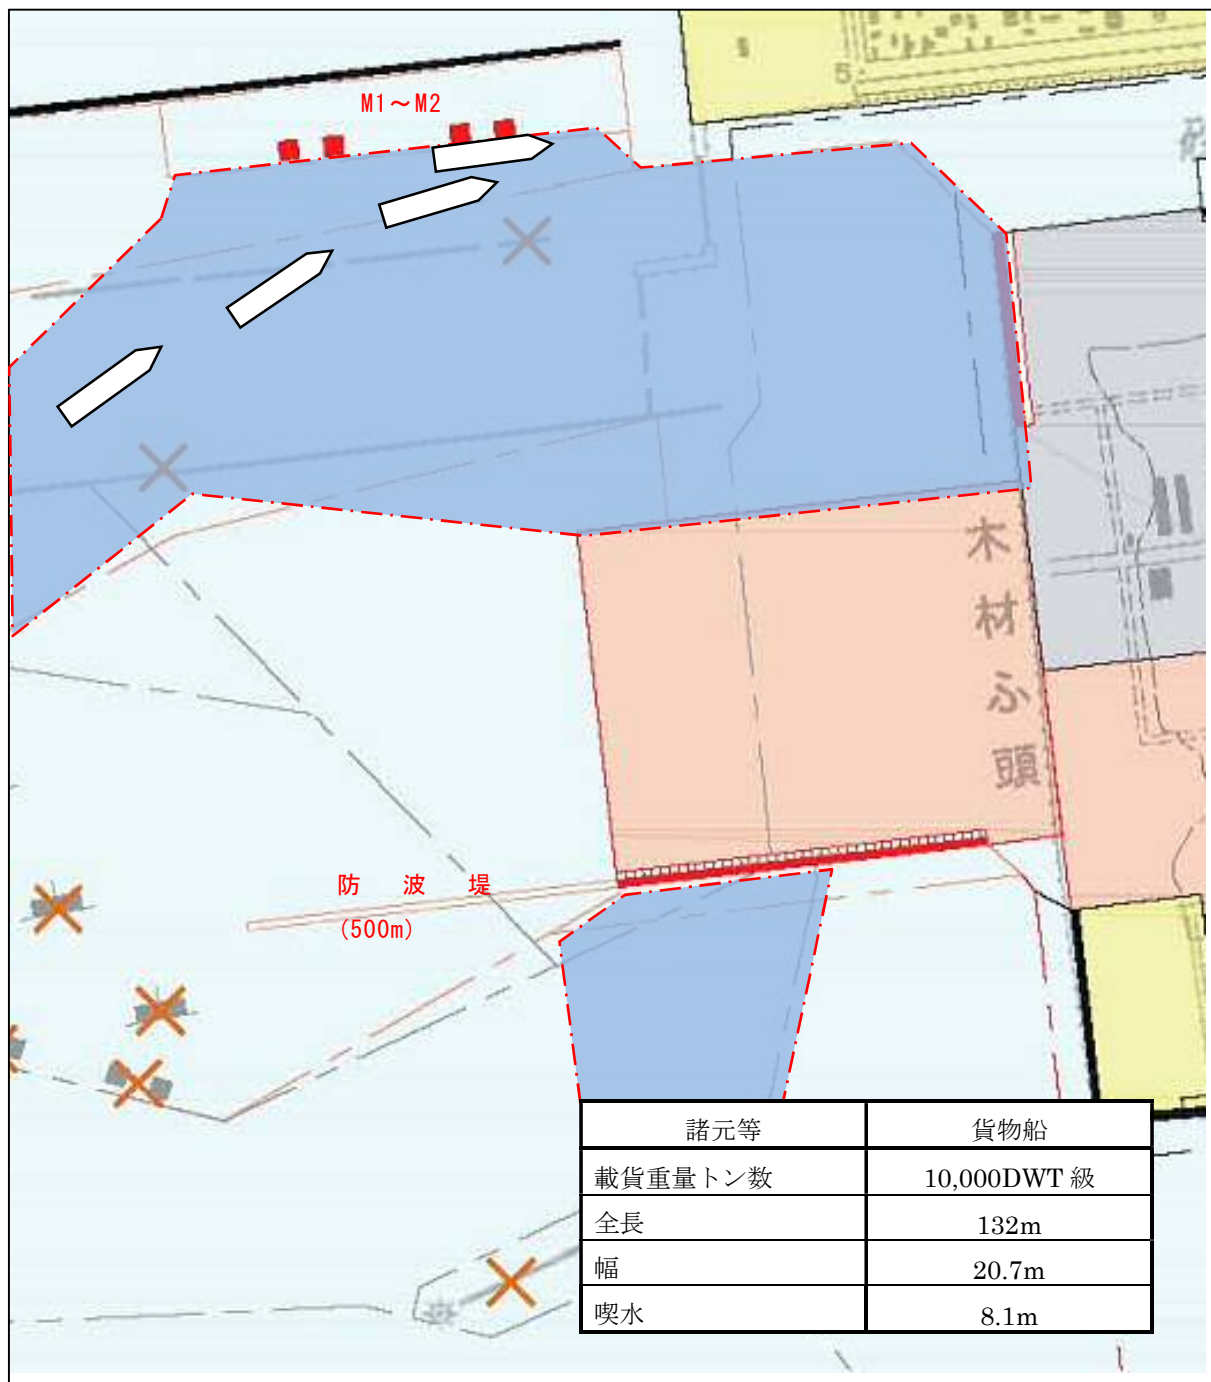 M1～M2
5
木材ふ頭
防波堤
(500m)
諸元等 貨物船
載貨重量トン数 10,000DWT 級
全長 132m
幅 20.7m
喫水 8.1m